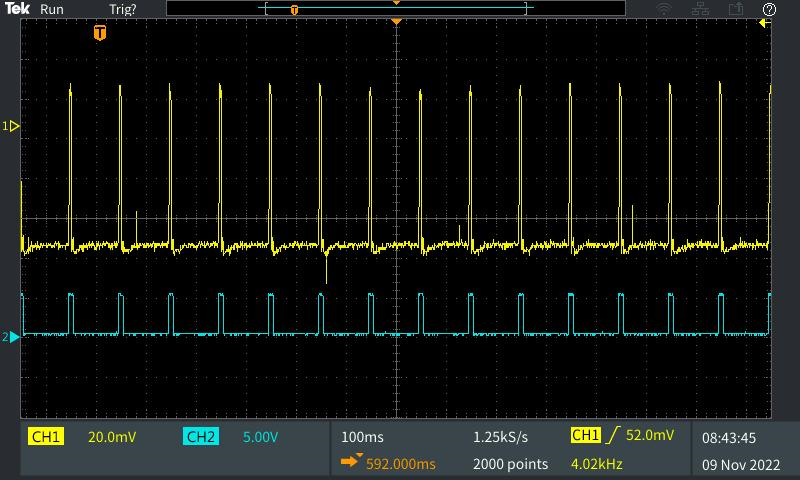 Tek Run Trig?
T
T
1
2
CH1 20.0mV CH2 5.00V 100ms 1.25kS/s CH1 52.0mV 08:43:45
592.000ms 2000 points 4.02kHz 09 Nov 2022